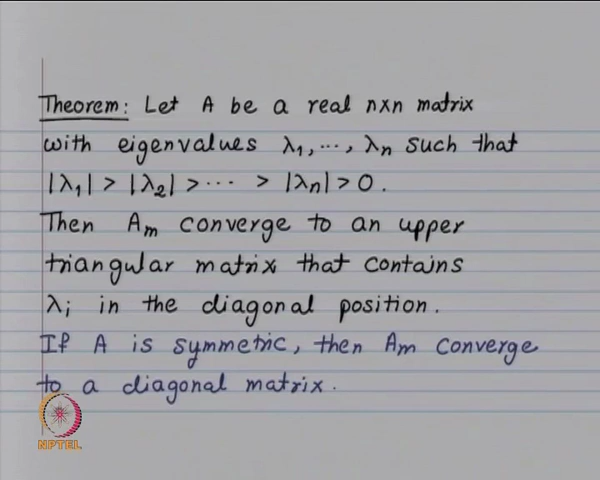 Theorem: Let A be a real n×n matrix
with eigenvalues λ₁, ⋯, λₙ such that
|λ₁| > |λ₂| > ⋯ > |λₙ| > 0.
Then Aₘ converge to an upper
triangular matrix that contains
λᵢ in the diagonal position.
If A is symmetric, then Aₘ converge
to a diagonal matrix.
NPTEL